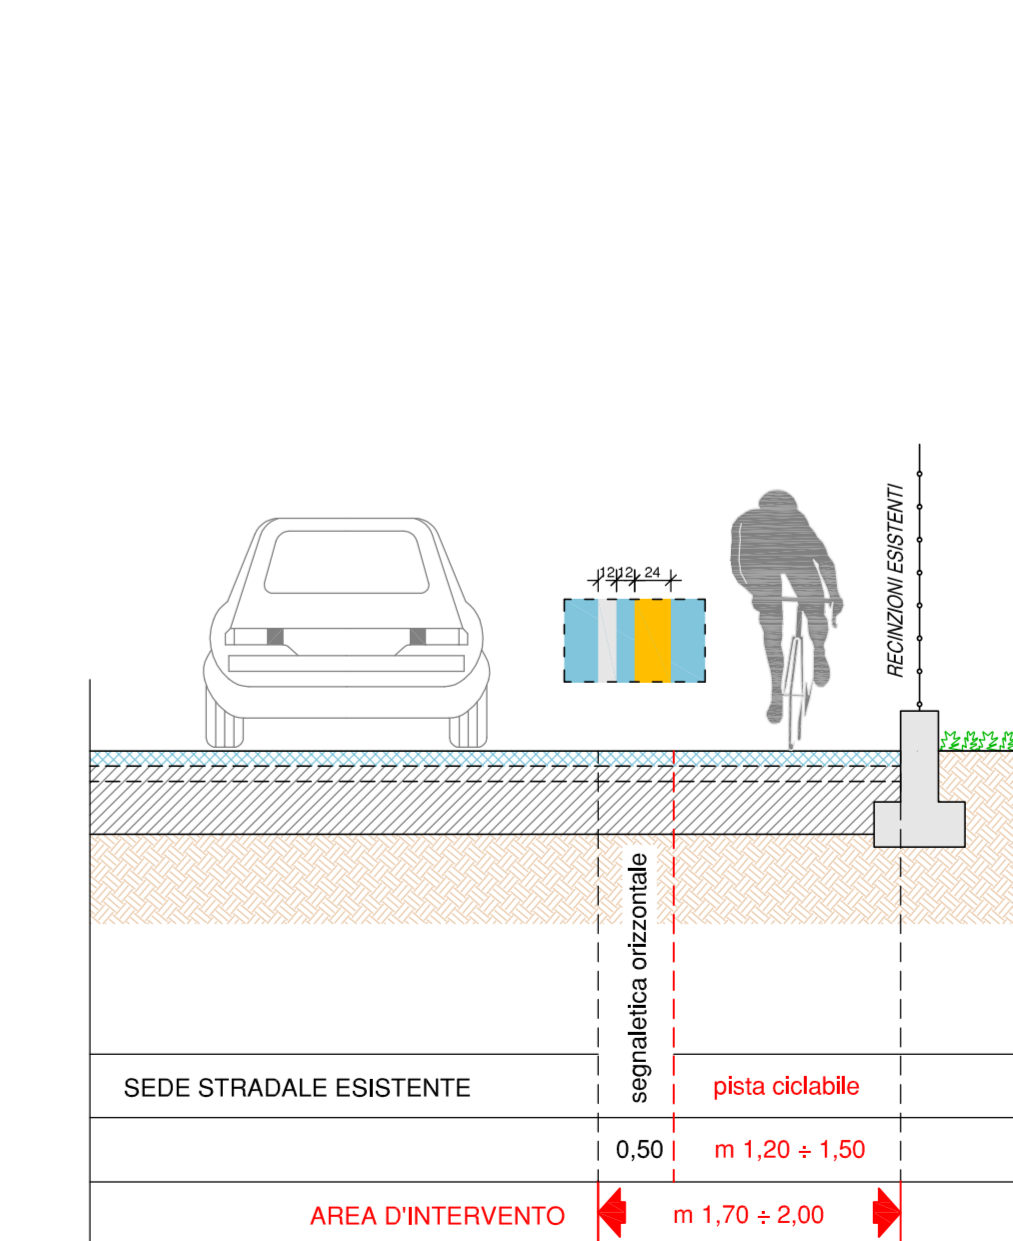 RECINZIONI ESISTENTI
12 12 24
segnaletica orizzontale
SEDE STRADALE ESISTENTE
pista ciclabile
0,50
m 1,20 ÷ 1,50
AREA D'INTERVENTO
m 1,70 ÷ 2,00